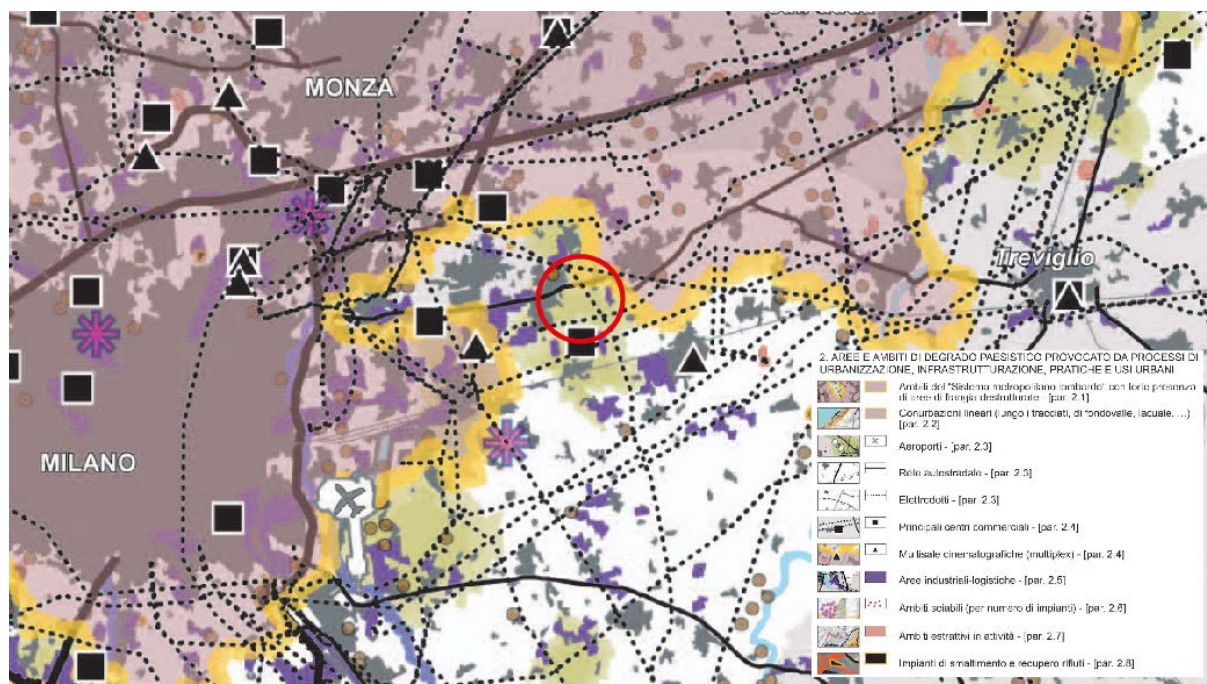 MONZA
Treviglio
MILANO
2. AREE E AMBITI DI DEGRADO PAESISTICO PROVOCATO DA PROCESSI DI
URBANIZZAZIONE, INFRASTRUTTURAZIONE, PRATICHE E USI URBANI
Ambiti del "Sistema metropolitano lombardo" con forte presenza
di aree di frangia destrutturate - [par. 2.1]
Conurbazioni lineari (lungo i tracciati, di fondovalle, lacuale, ...)
[par. 2.2]
Aeroporti - [par. 2.3]
Rete autostradale - [par. 2.3]
Elettrodotti - [par. 2.3]
Principali centri commerciali - [par. 2.4]
Multisale cinematografiche (multiplex) - [par. 2.4]
Aree industriali-logistiche - [par. 2.5]
Ambiti sciabili (per numero di impianti) - [par. 2.6]
Ambiti estrattivi in attività - [par. 2.7]
Impianti di smaltimento e recupero rifiuti - [par. 2.8]